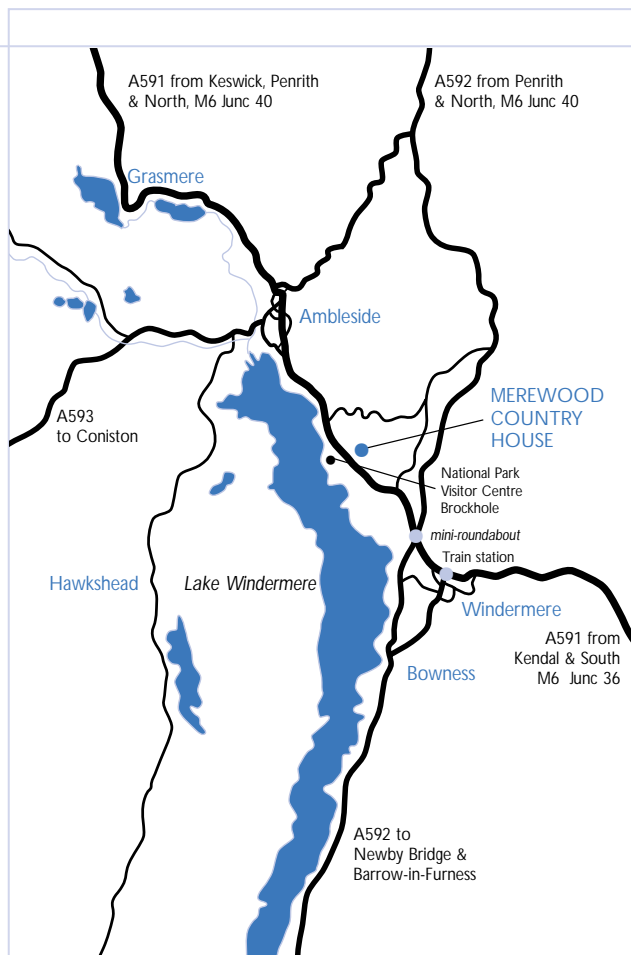 A591 from Keswick, Penrith
& North, M6 Junc 40
A592 from Penrith
& North, M6 Junc 40
Grasmere
Ambleside
MEREWOOD
COUNTRY
HOUSE
A593
to Coniston
National Park
Visitor Centre
Brockhole
mini-roundabout
Train station
Hawkshead
Lake Windermere
Windermere
A591 from
Kendal & South
M6 Junc 36
Bowness
A592 to
Newby Bridge &
Barrow-in-Furness